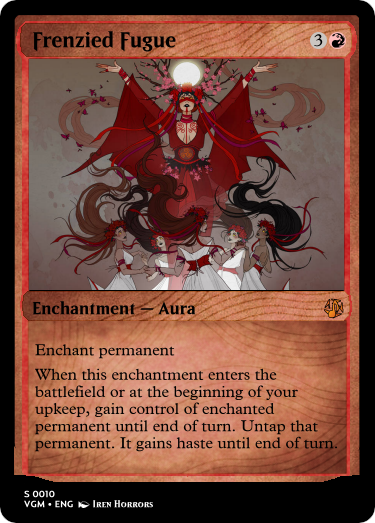 Frenzied Fugue 3
Enchantment — Aura
Enchant permanent
When this enchantment enters the
battlefield or at the beginning of your
upkeep, gain control of enchanted
permanent until end of turn. Untap that
permanent. It gains haste until end of turn.
S 0010
VGM • ENG Iren Horrors